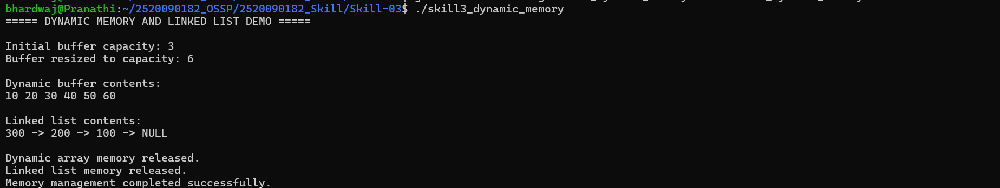 bhardwaj@Pranathi:~/2520090182_OSSP/2520090182_Skill/Skill-03$ ./skill3_dynamic_memory
===== DYNAMIC MEMORY AND LINKED LIST DEMO =====
Initial buffer capacity: 3
Buffer resized to capacity: 6
Dynamic buffer contents:
10 20 30 40 50 60
Linked list contents:
300 -> 200 -> 100 -> NULL
Dynamic array memory released.
Linked list memory released.
Memory management completed successfully.